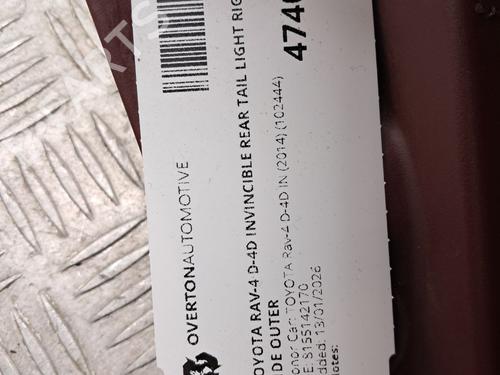 OVERTONAUTOMOTIVE
474
OYOTA RAV-4 D-4D INVINCIBLE REAR TAIL LIGHT RIG
DE OUTER
onor Car: TOYOTA Rav-4 D-4D IN (2014) (102444)
E: 8155142170
dded: 13/01/2026
otes: